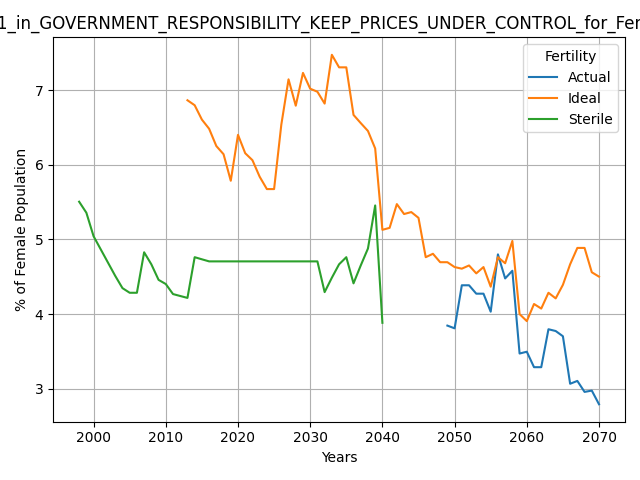 1_in_GOVERNMENT_RESPONSIBILITY_KEEP_PRICES_UNDER_CONTROL_for_Fer
Fertility
Actual
Ideal
Sterile
% of Female Population
7
6
5
4
3
2000 2010 2020 2030 2040 2050 2060 2070
Years